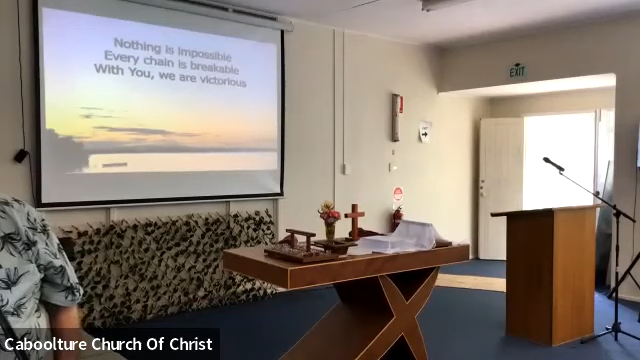 Nothing is impossible
Every chain is breakable
With You, we are victorious
EXIT
Caboolture Church Of Christ